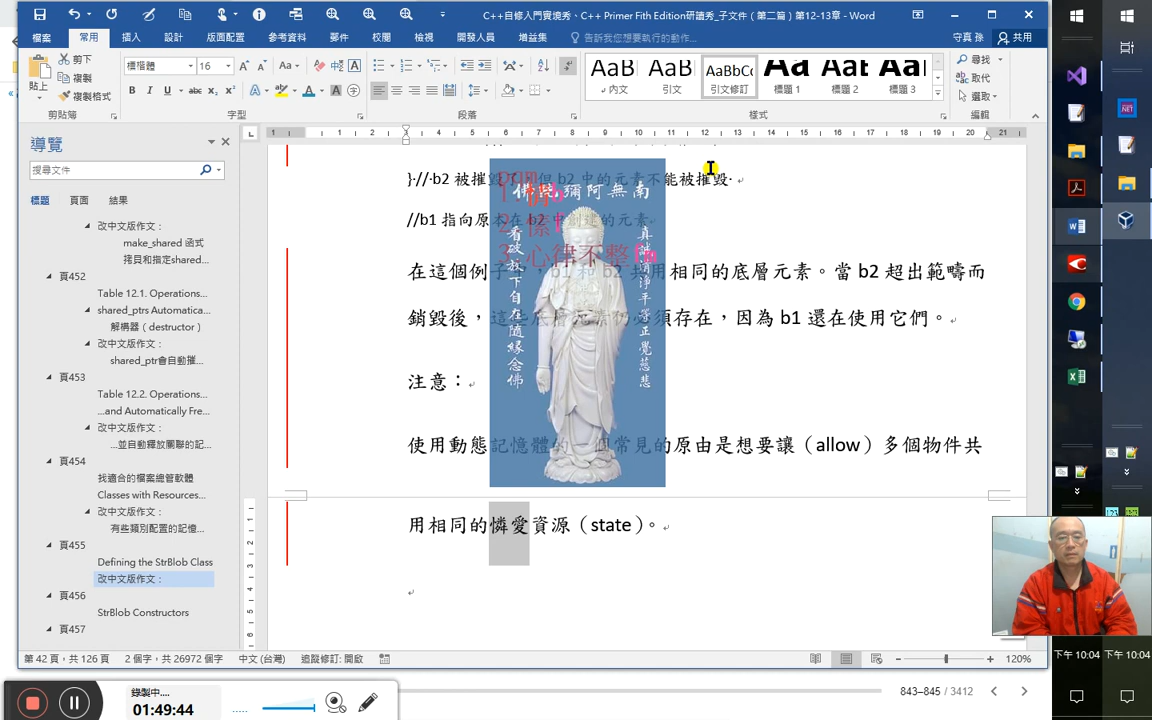 C++自修入門實境秀、C++ Primer Fith Edition研讀秀_子文件（第二篇）第12-13章 - Word
檔案 常用 插入 設計 版面配置 參考資料 郵件 校閱 檢視 開發人員 增益集 告訴我您想要執行的動作... 守真 孫 共用
貼上 剪下 複製 複製格式 剪貼簿
標楷體 16 字型
段落
AaB 內文 AaB 引文 AaBbCc 引文修訂 Aa 標題 1 Aat 標題 2 Aa 標題 3 樣式
尋找 取代 選取 編輯
導覽
搜尋文件
標題 頁面 結果
改中文版作文：
make_shared 函式
拷貝和指定shared...
頁452
Table 12.1. Operations...
shared_ptrs Automatica...
解構器（destructor）
改中文版作文：
shared_ptr會自動摧...
頁453
Table 12.2. Operations...
...and Automatically Fre...
改中文版作文：
...並自動釋放關聯的記...
頁454
找適合的檔案總管軟體
Classes with Resources...
改中文版作文：
有些類別配置的記憶...
頁455
Defining the StrBlob Class
改中文版作文：
頁456
StrBlob Constructors
頁457
}//b2 被摧毀了，但 b2 中的元素不能被摧毀
//b1 指向原本在 b2 中創建的元素
在這個例子中，b1 和 b2 共用相同的底層元素。當 b2 超出範疇而
銷毀後，這些底層元素仍必須存在，因為 b1 還在使用它們。
注意：
使用動態記憶體的一個常見的原由是想要讓（allow）多個物件共
用相同的憐愛資源（state）。
南無阿彌陀佛
真誠清淨平等正覺慈悲
看破放下自在隨緣念佛
3. 心律不整
第 42 頁，共 126 頁 2 個字，共 26972 個字 中文 (台灣) 追蹤修訂: 開啟 120%
錄製中....
01:49:44
843–845 / 3412
下午 10:04 下午 10:04